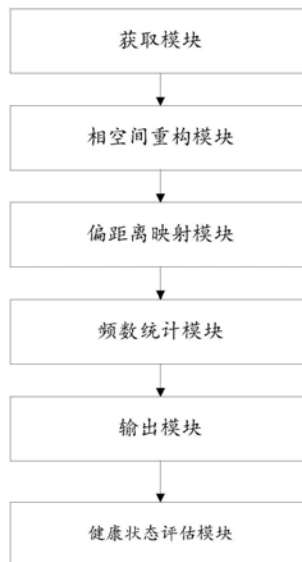 获取模块
相空间重构模块
偏距离映射模块
频数统计模块
输出模块
健康状态评估模块